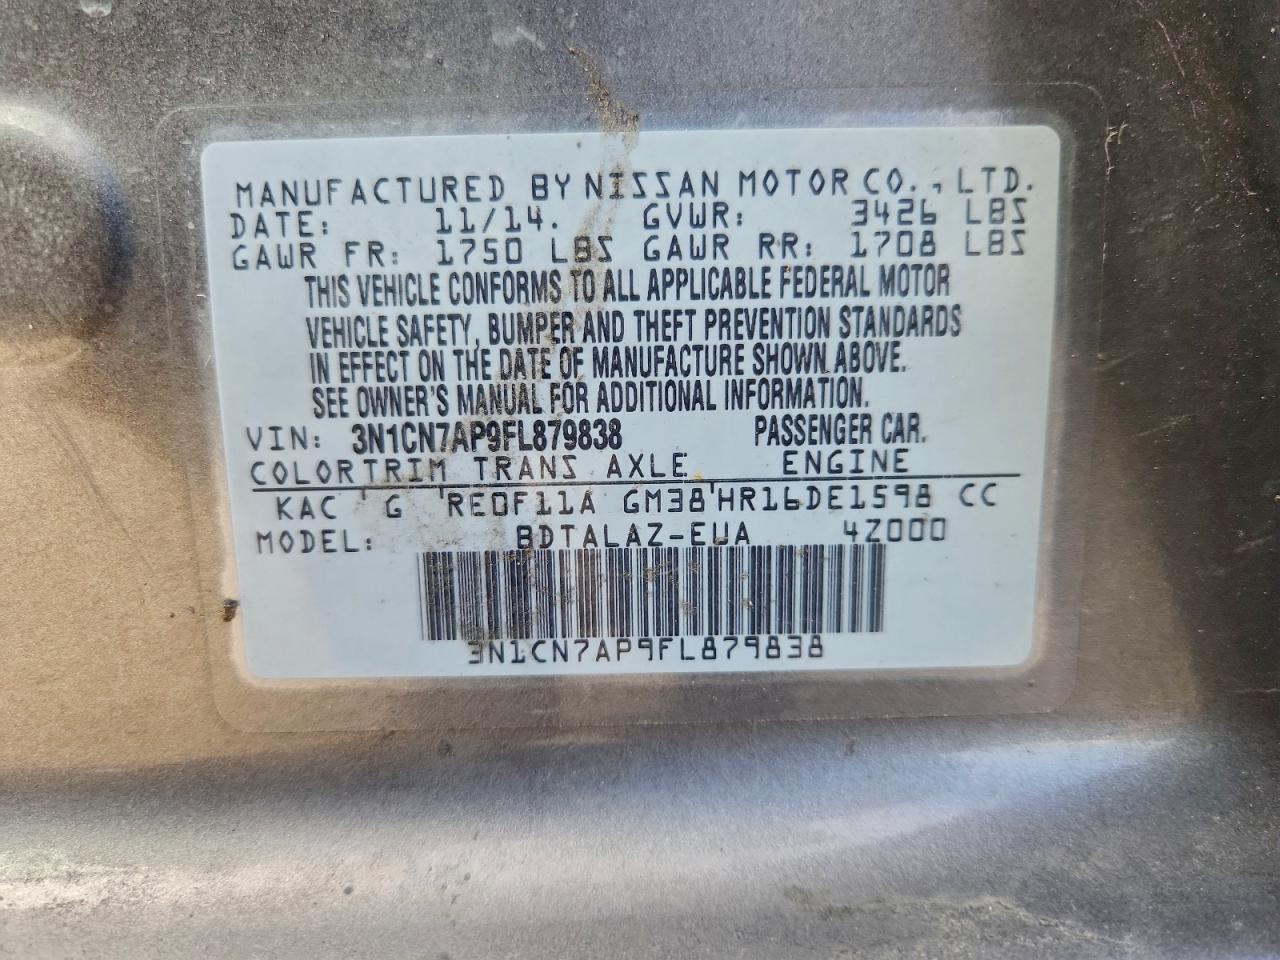 MANUFACTURED BY NISSAN MOTOR CO., LTD.
DATE: 11/14. GVWR: 3426 LBS
GAWR FR: 1750 LBS GAWR RR: 1708 LBS
THIS VEHICLE CONFORMS TO ALL APPLICABLE FEDERAL MOTOR
VEHICLE SAFETY, BUMPER AND THEFT PREVENTION STANDARDS
IN EFFECT ON THE DATE OF MANUFACTURE SHOWN ABOVE.
SEE OWNER'S MANUAL FOR ADDITIONAL INFORMATION.
VIN: 3N1CN7AP9FL879838 PASSENGER CAR.
COLOR TRIM TRANS AXLE ENGINE
KAC G RE0F11A GM38 HR16DE1598 CC
MODEL: BDTALAZ-EUA 4Z000
3N1CN7AP9FL879838